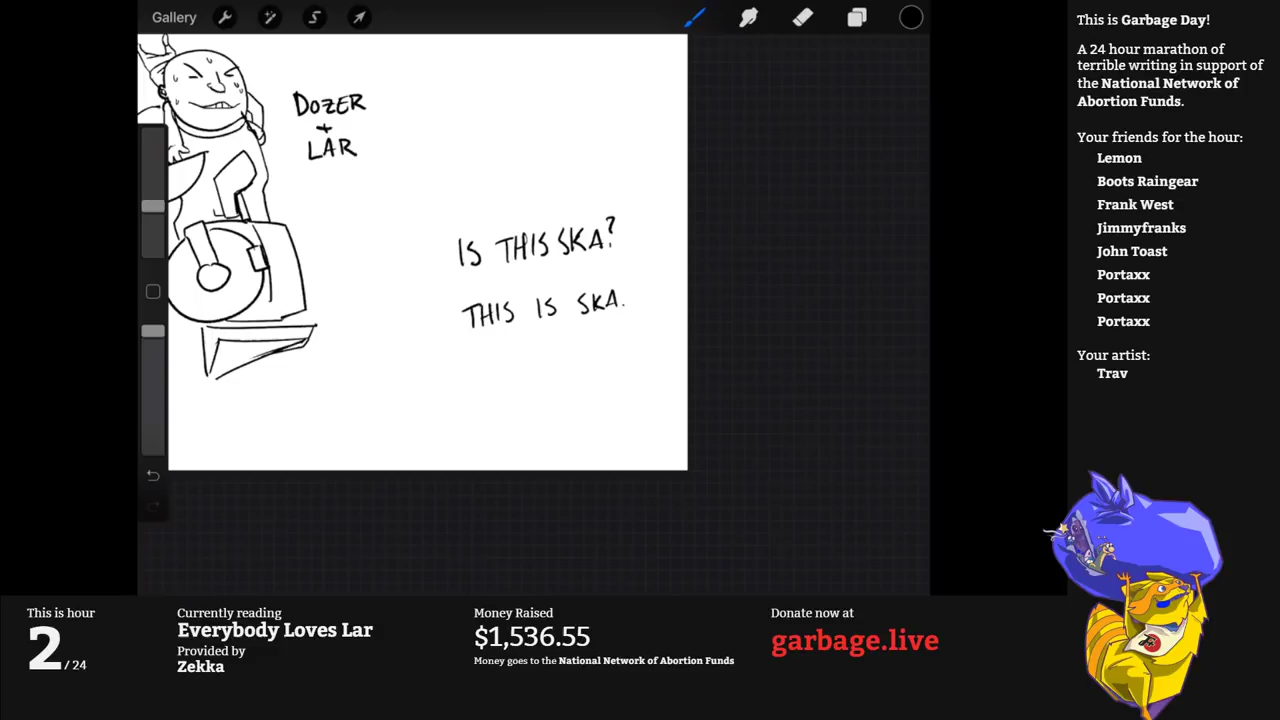 Gallery
DOZER
+
LAR
IS THIS SKA?
THIS IS SKA.
This is Garbage Day!
A 24 hour marathon of
terrible writing in support of
the National Network of
Abortion Funds.
Your friends for the hour:
Lemon
Boots Raingear
Frank West
Jimmyfranks
John Toast
Portaxx
Portaxx
Portaxx
Your artist:
Trav
This is hour
2 / 24
Currently reading
Everybody Loves Lar
Provided by
Zekka
Money Raised
$1,536.55
Money goes to the National Network of Abortion Funds
Donate now at
garbage.live